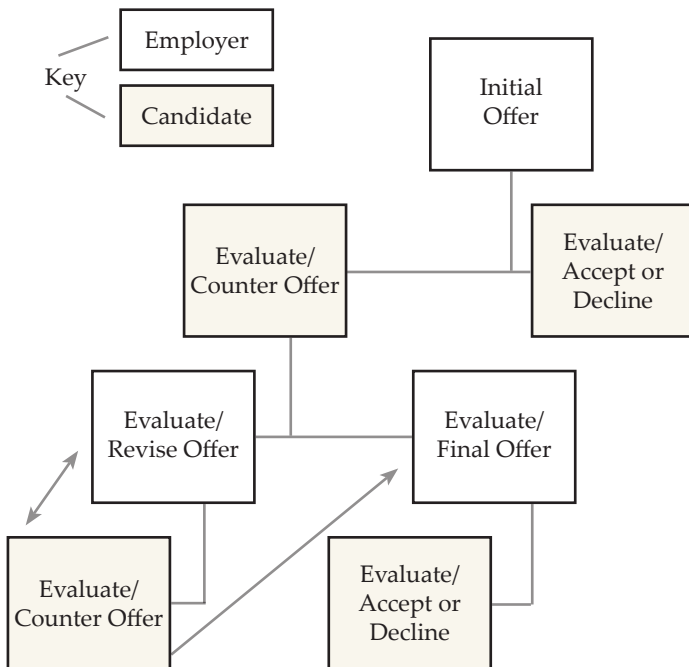 Employer
Key
Candidate
Initial
Offer
Evaluate/
Counter Offer
Evaluate/
Accept or
Decline
Evaluate/
Revise Offer
Evaluate/
Final Offer
Evaluate/
Counter Offer
Evaluate/
Accept or
Decline